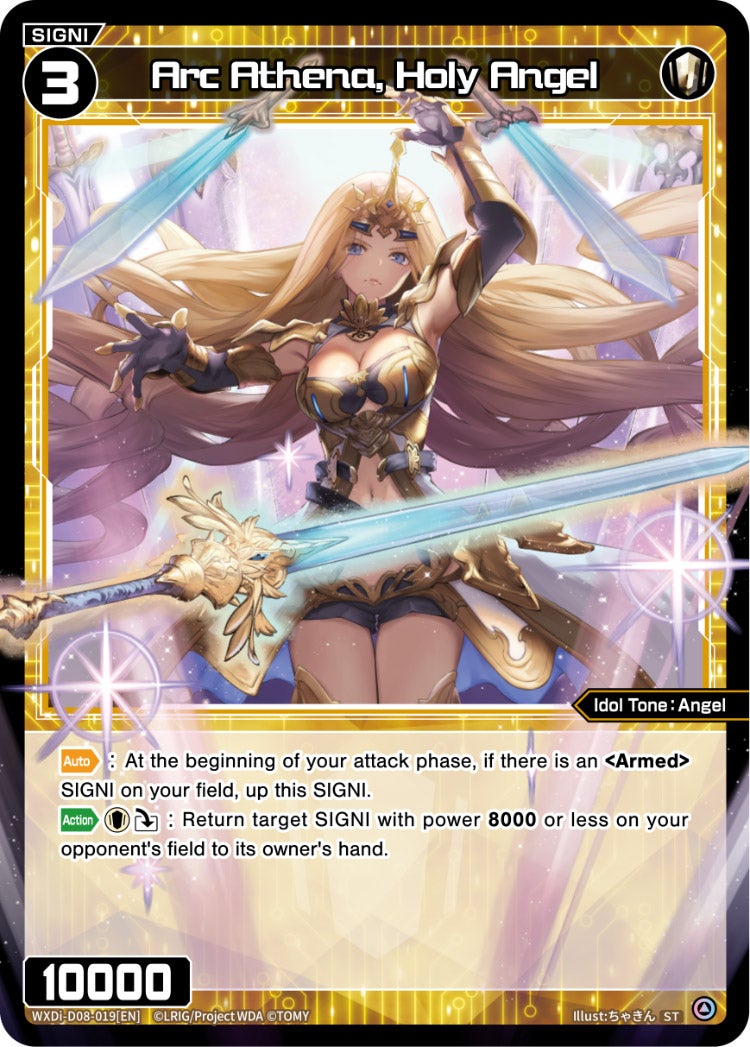 SIGNI
3
Arc Athena, Holy Angel
Idol Tone：Angel
Auto : At the beginning of your attack phase, if there is an <Armed>
SIGNI on your field, up this SIGNI.
Action : Return target SIGNI with power 8000 or less on your
opponent's field to its owner's hand.
10000
WXDi-D08-019[EN] ©LRIG/Project WDA ©TOMY
Illust:ちゃきん ST